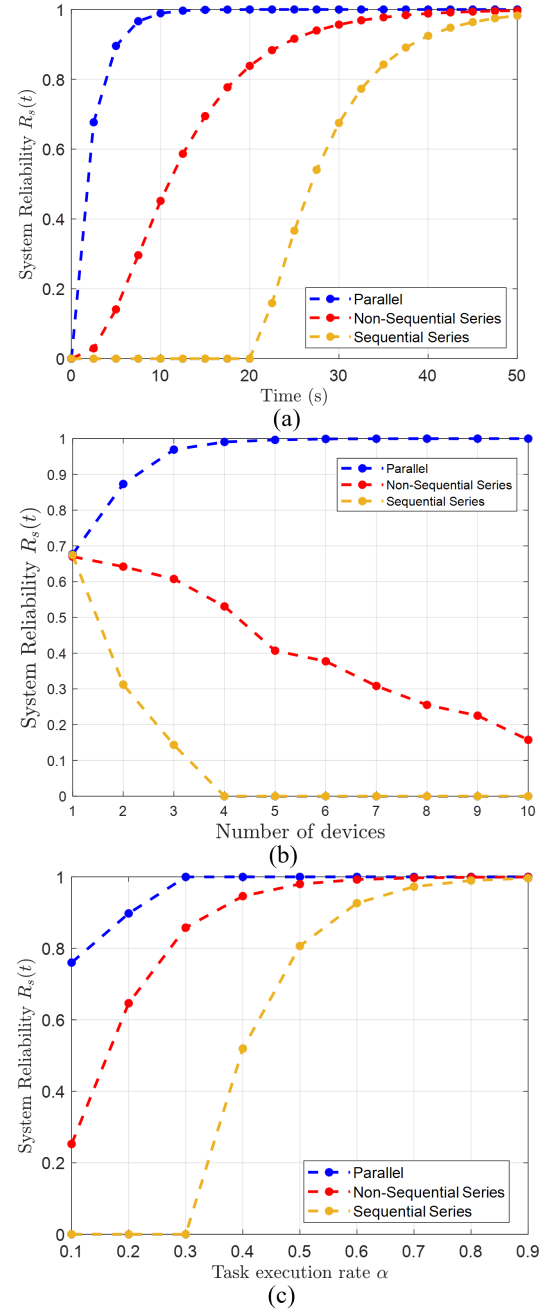 1
0.8
0.6
0.4
0.2
0
System Reliability R_s(t)
Parallel
Non-Sequential Series
Sequential Series
0 10 20 30 40 50
Time (s)
(a)
1
0.9
0.8
0.7
0.6
0.5
0.4
0.3
0.2
0.1
0
System Reliability R_s(t)
Parallel
Non-Sequential Series
Sequential Series
1 2 3 4 5 6 7 8 9 10
Number of devices
(b)
1
0.8
0.6
0.4
0.2
0
System Reliability R_s(t)
Parallel
Non-Sequential Series
Sequential Series
0.1 0.2 0.3 0.4 0.5 0.6 0.7 0.8 0.9
Task execution rate α
(c)